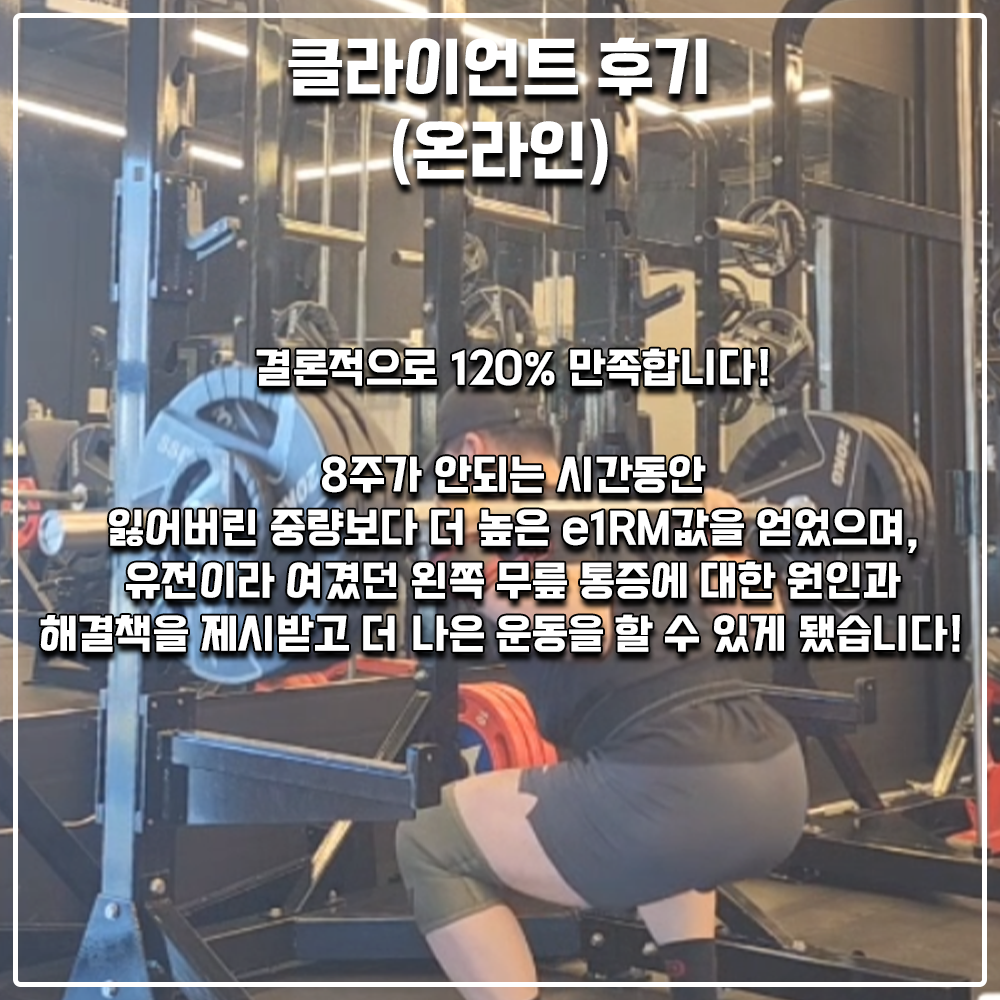 클라이언트 후기
(온라인)
결론적으로 120% 만족합니다!
8주가 안되는 시간동안
잃어버린 중량보다 더 높은 e1RM값을 얻었으며,
유전이라 여겼던 왼쪽 무릎 통증에 대한 원인과
해결책을 제시받고 더 나은 운동을 할 수 있게 됐습니다!
20KG